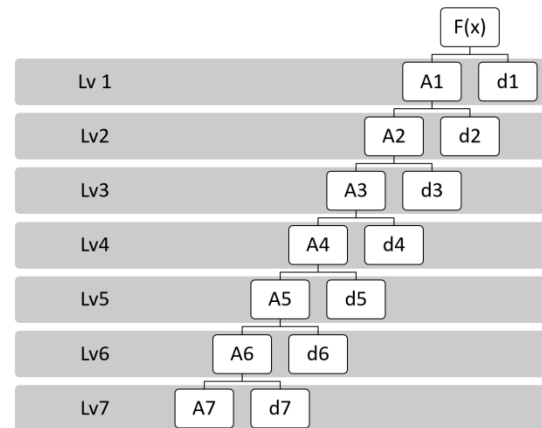 F(x)
Lv 1 A1 d1
Lv2 A2 d2
Lv3 A3 d3
Lv4 A4 d4
Lv5 A5 d5
Lv6 A6 d6
Lv7 A7 d7